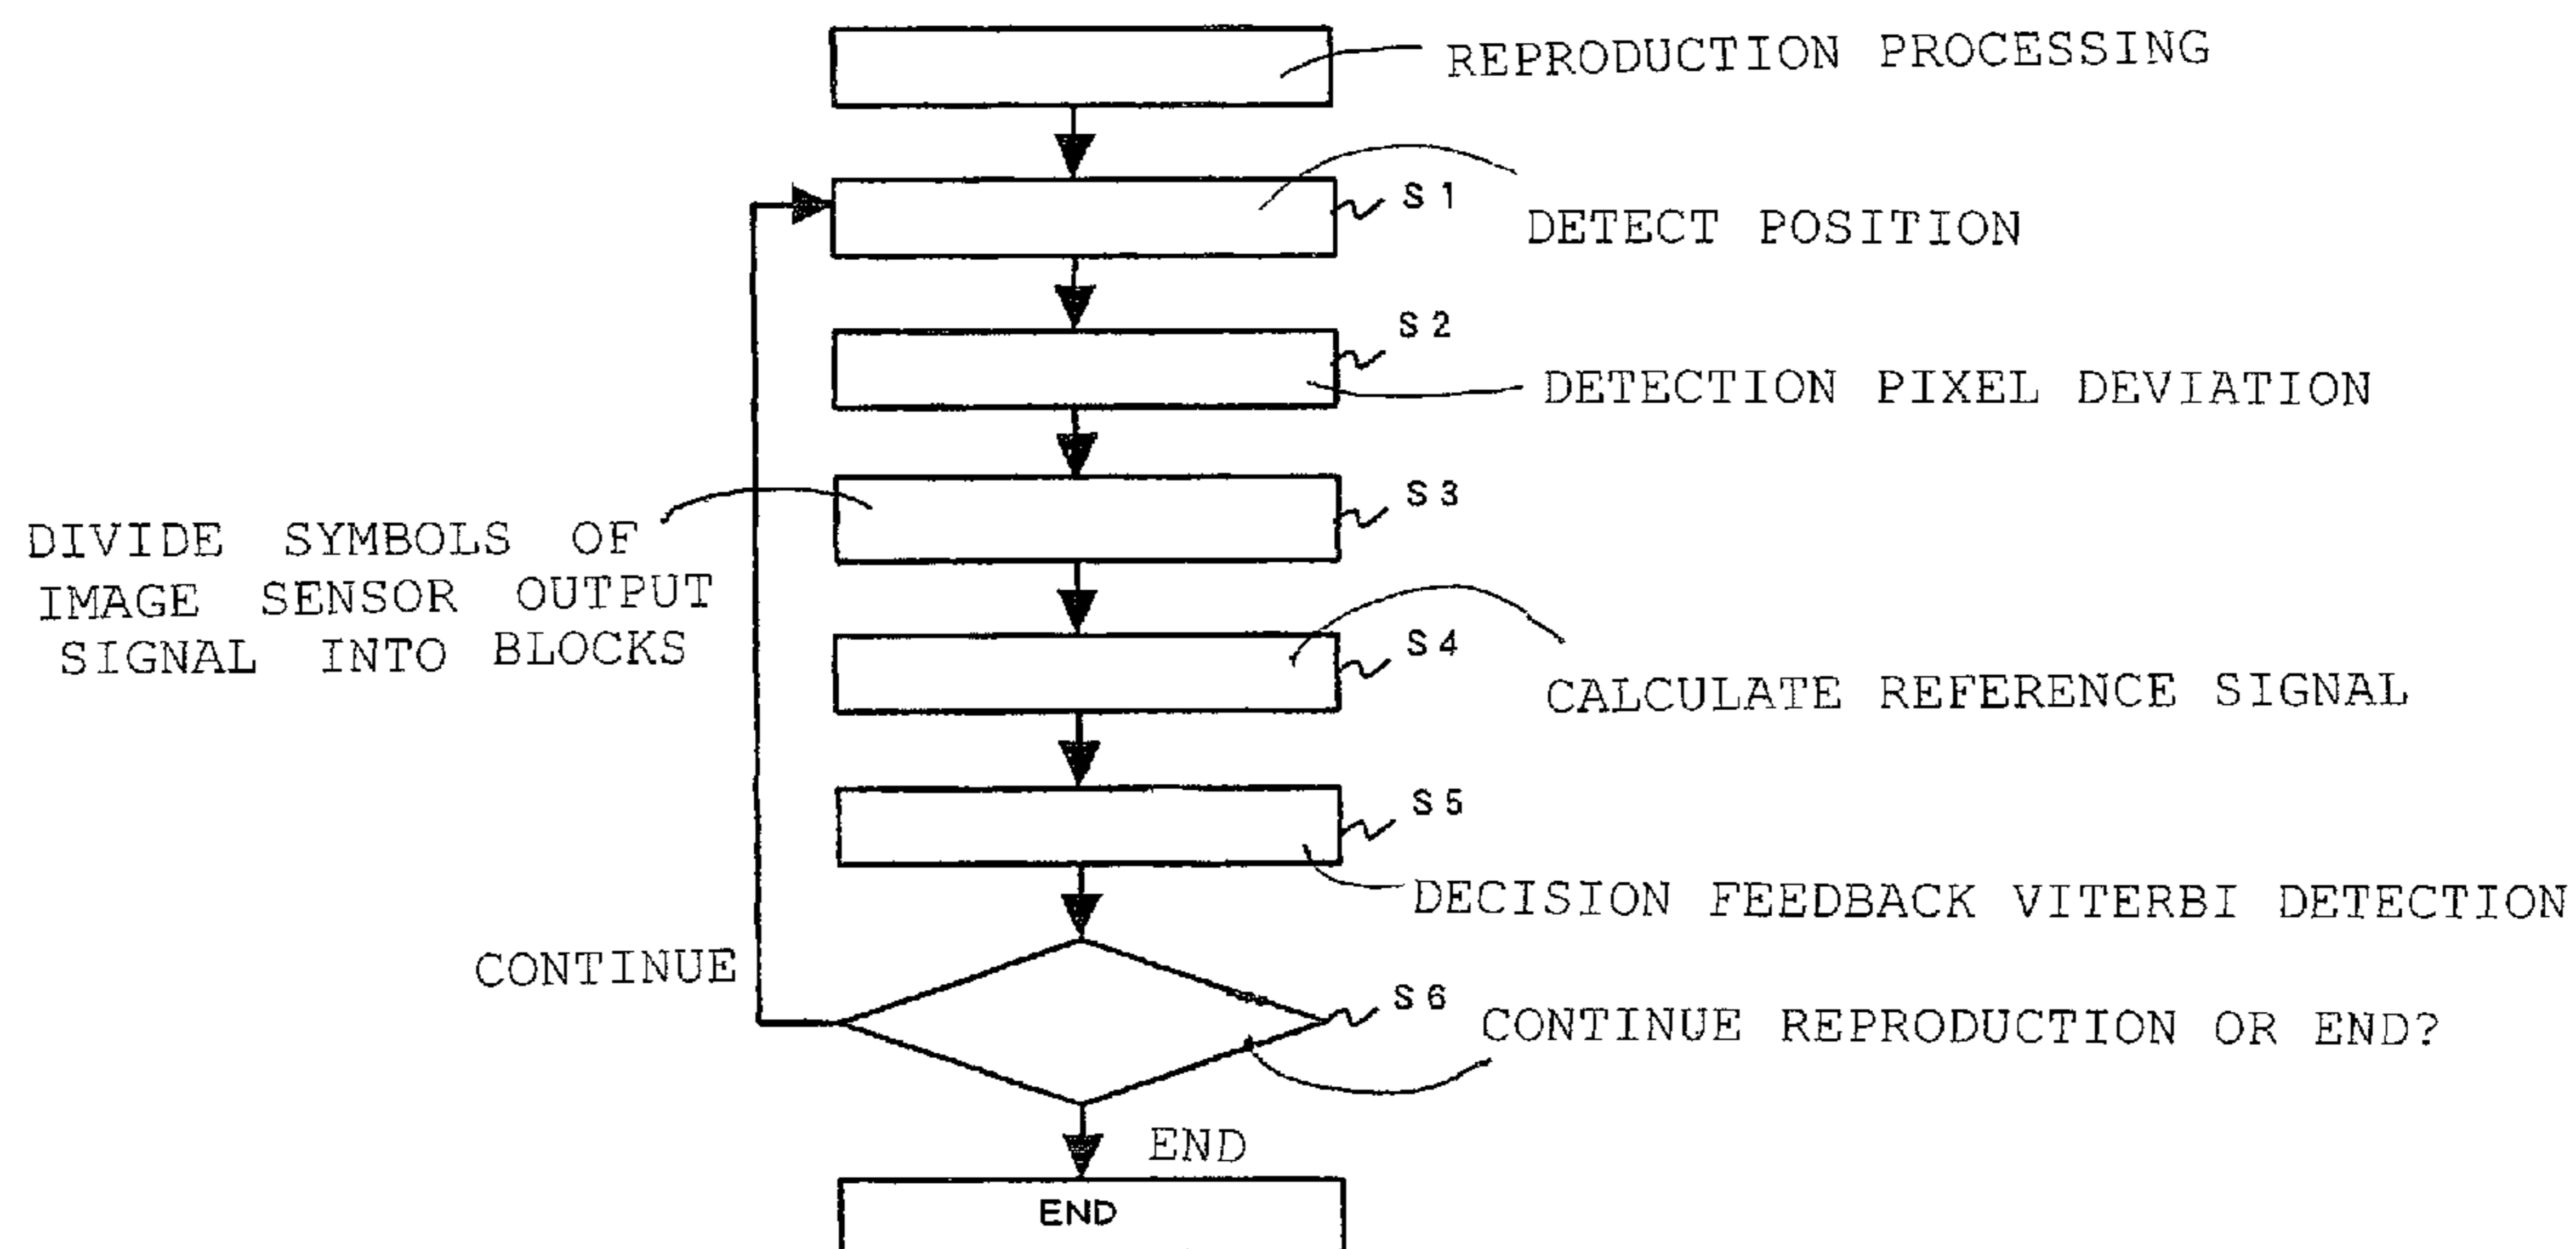 REPRODUCTION PROCESSING
S1
DETECT POSITION
S2
DETECTION PIXEL DEVIATION
S3
DIVIDE SYMBOLS OF
IMAGE SENSOR OUTPUT
SIGNAL INTO BLOCKS
S4
CALCULATE REFERENCE SIGNAL
S5
DECISION FEEDBACK VITERBI DETECTION
CONTINUE
S6
CONTINUE REPRODUCTION OR END?
END
END